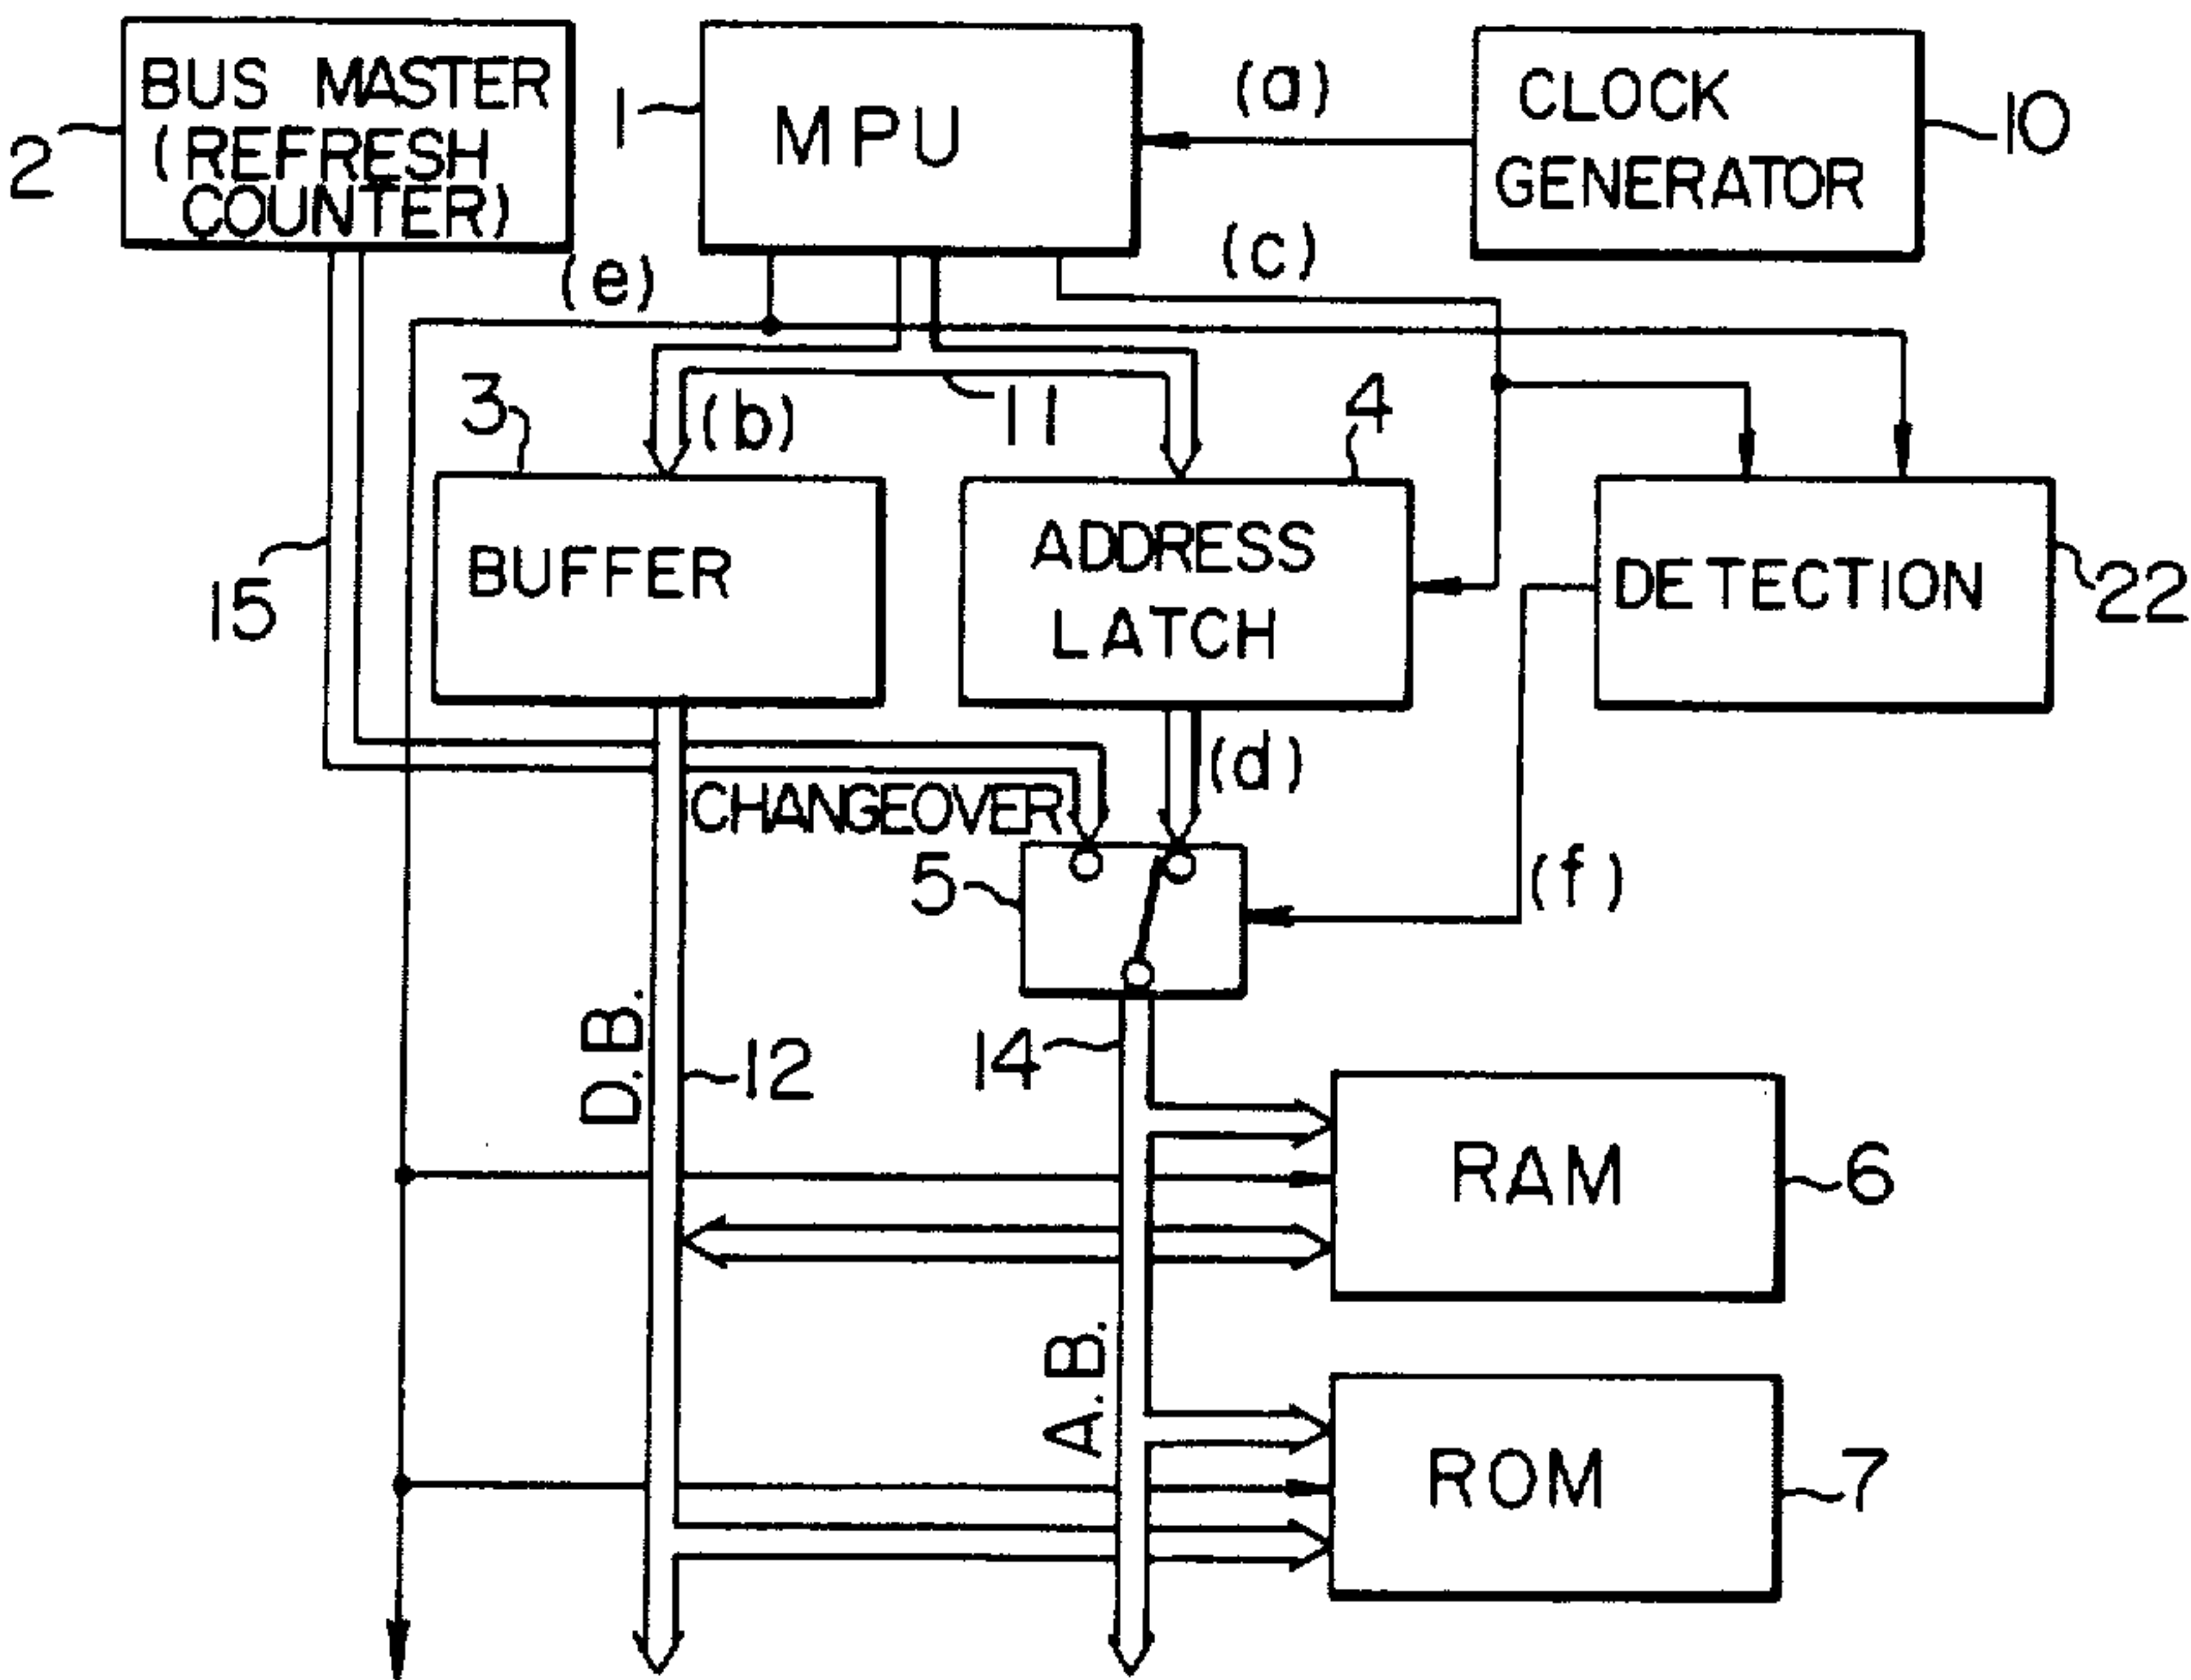 BUS MASTER
(REFRESH
COUNTER)
2
1
MPU
(a)
CLOCK
GENERATOR
10
(e)
(c)
3
(b)
11
4
15
BUFFER
ADDRESS
LATCH
DETECTION
22
(d)
CHANGEOVER
5
(f)
D.B.
12
14
RAM
6
A.B.
ROM
7